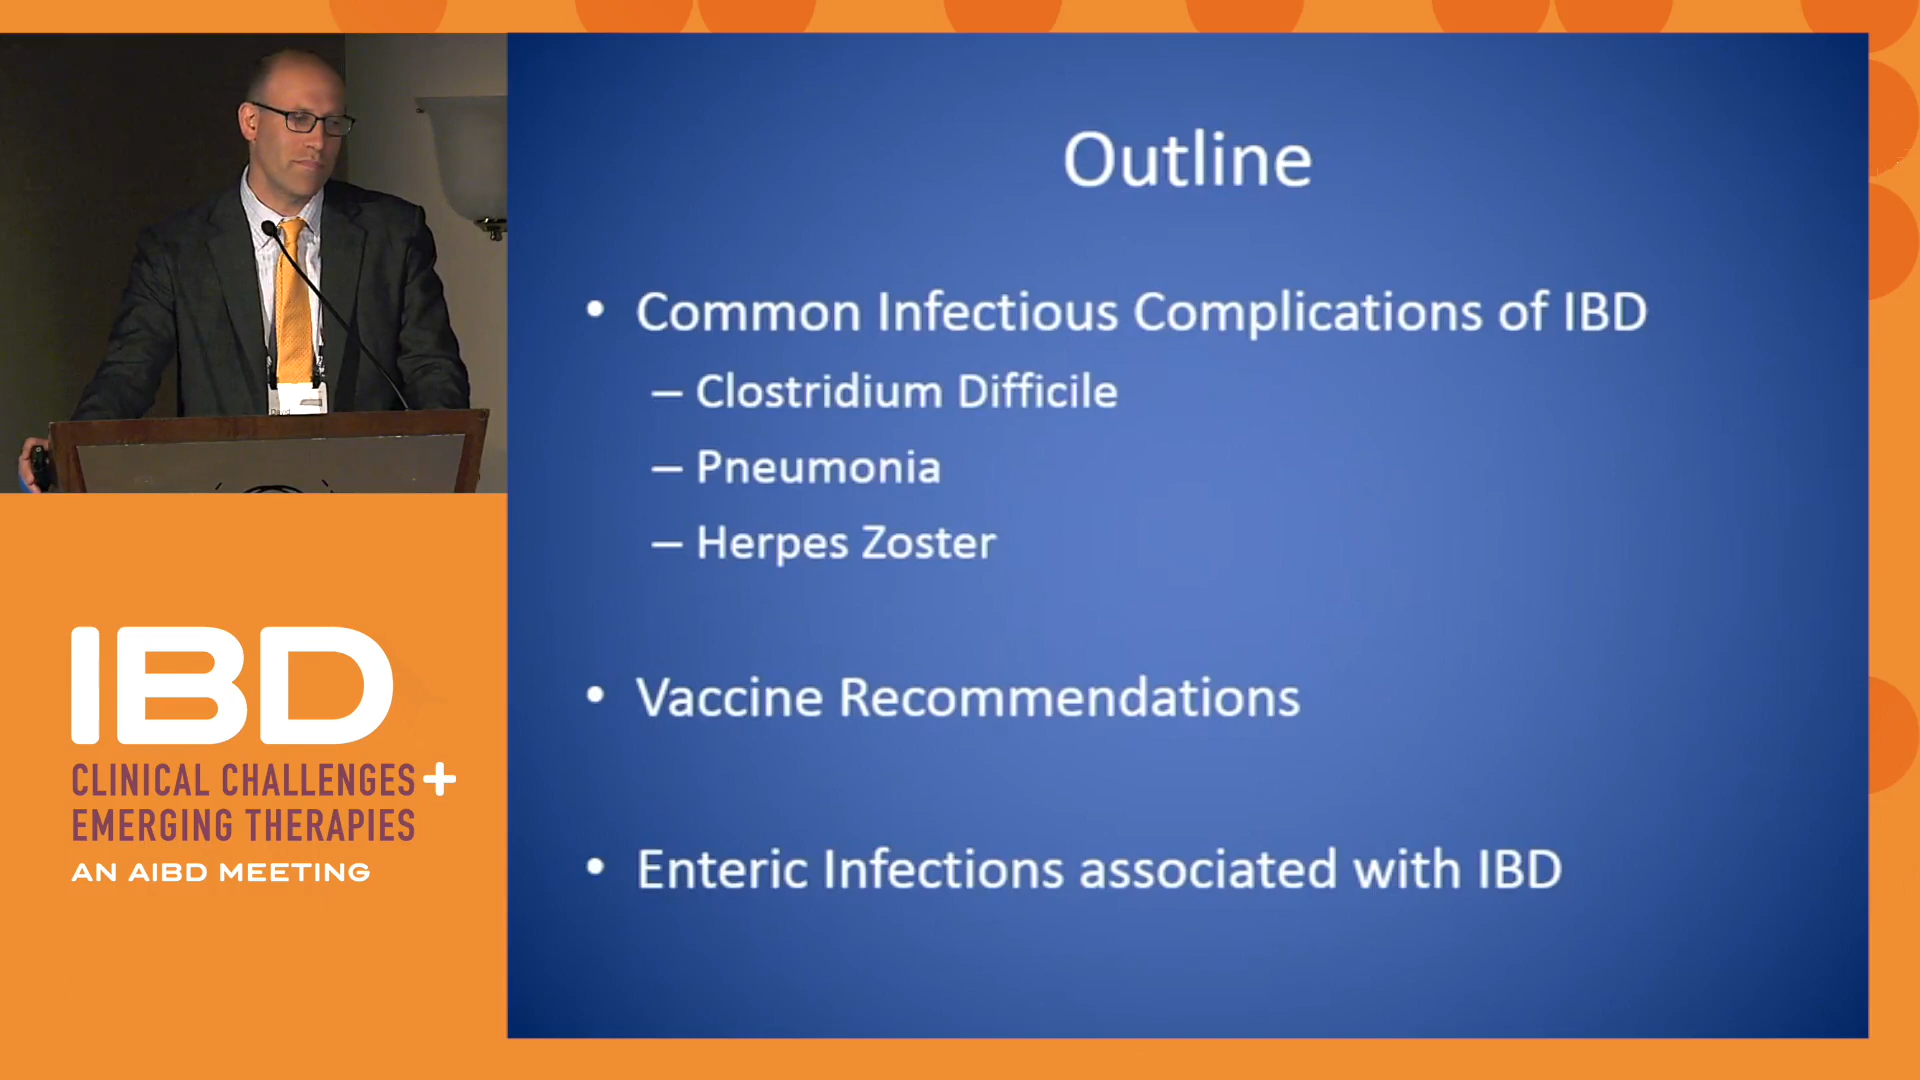 Outline
• Common Infectious Complications of IBD
– Clostridium Difficile
– Pneumonia
– Herpes Zoster
• Vaccine Recommendations
• Enteric Infections associated with IBD
IBD
CLINICAL CHALLENGES +
EMERGING THERAPIES
AN AIBD MEETING
David